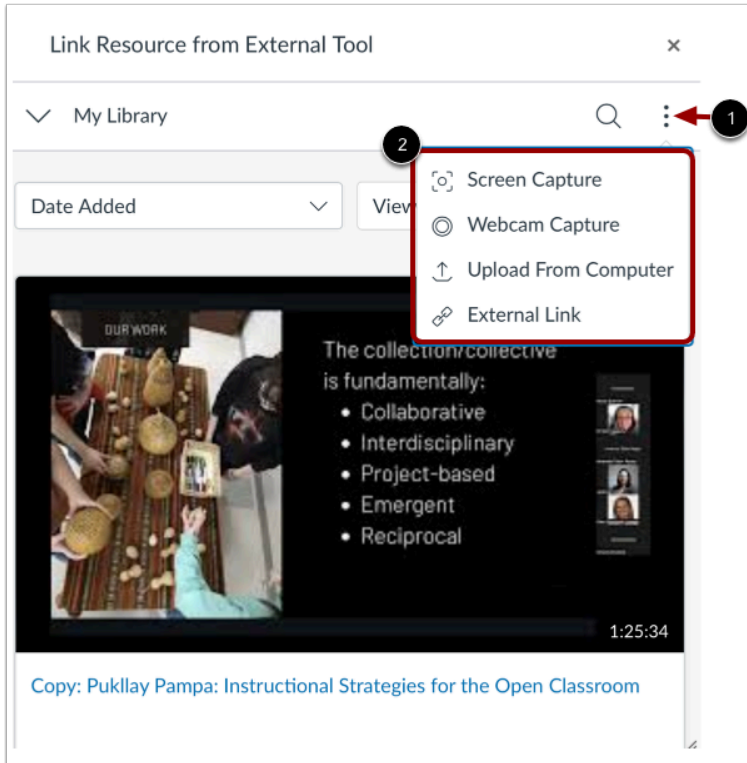 Link Resource from External Tool
My Library
1
2
Screen Capture
Date Added
View
Webcam Capture
Upload From Computer
External Link
OUR WORK
The collection/collective
is fundamentally:
• Collaborative
• Interdisciplinary
• Project-based
• Emergent
• Reciprocal
1:25:34
Copy: Pukllay Pampa: Instructional Strategies for the Open Classroom